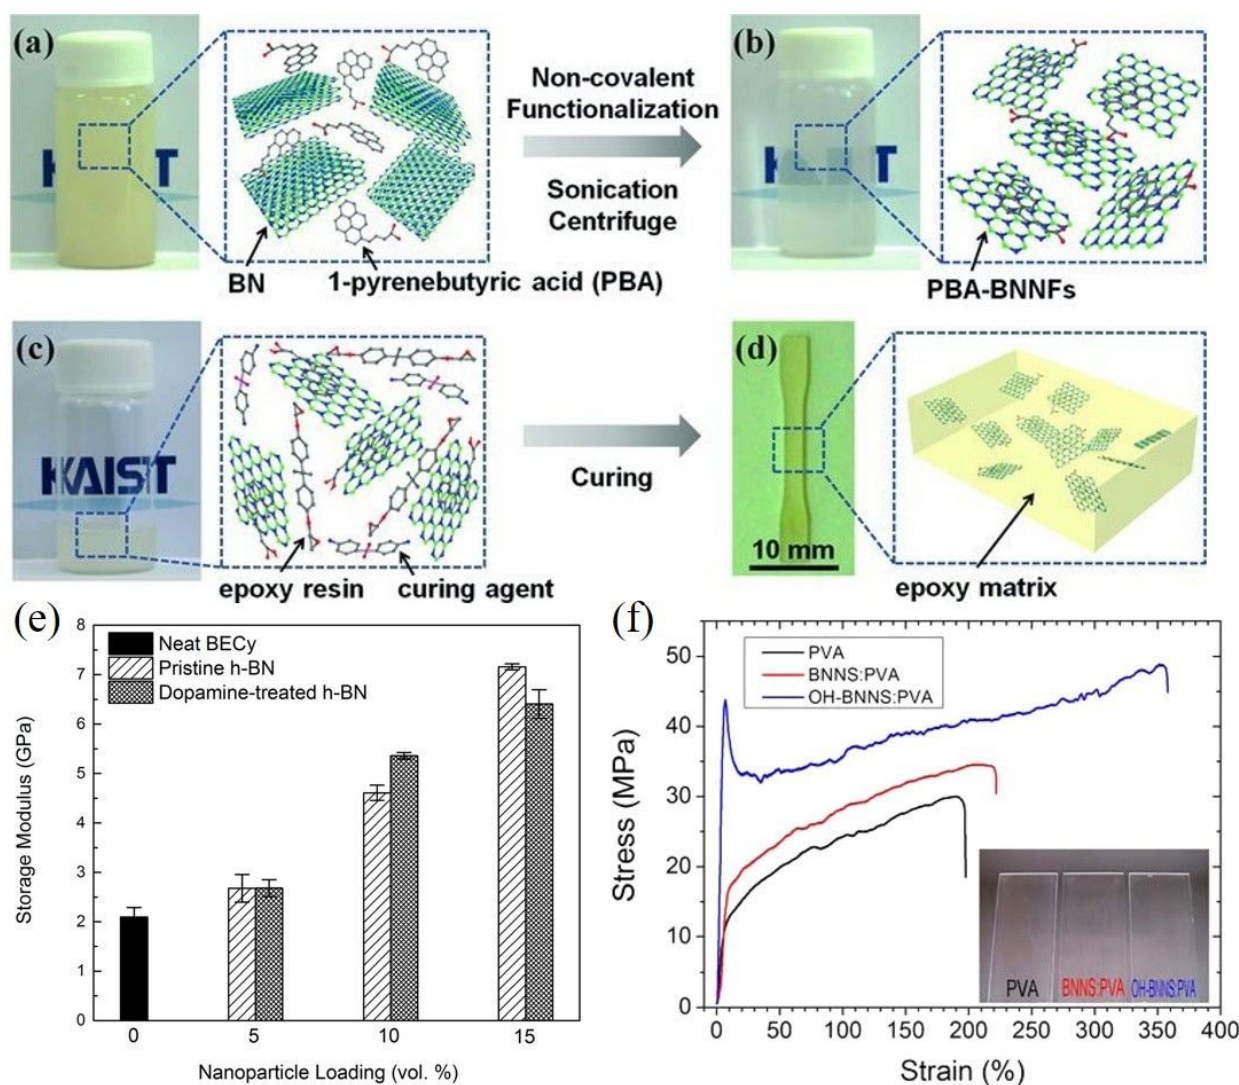 (a)
KAIST
BN
1-pyrenebutyric acid (PBA)
Non-covalent
Functionalization
Sonication
Centrifuge
(b)
PBA-BNNFs
(c)
KAIST
epoxy resin
curing agent
Curing
(d)
10 mm
epoxy matrix
(e)
8
7
6
5
4
3
2
1
0
Storage Modulus (GPa)
Neat BECy
Pristine h-BN
Dopamine-treated h-BN
0 5 10 15
Nanoparticle Loading (vol. %)
(f)
50
40
30
20
10
0
Stress (MPa)
PVA
BNNS:PVA
OH-BNNS:PVA
PVA BNNS:PVA OH-BNNS:PVA
0 50 100 150 200 250 300 350 400
Strain (%)